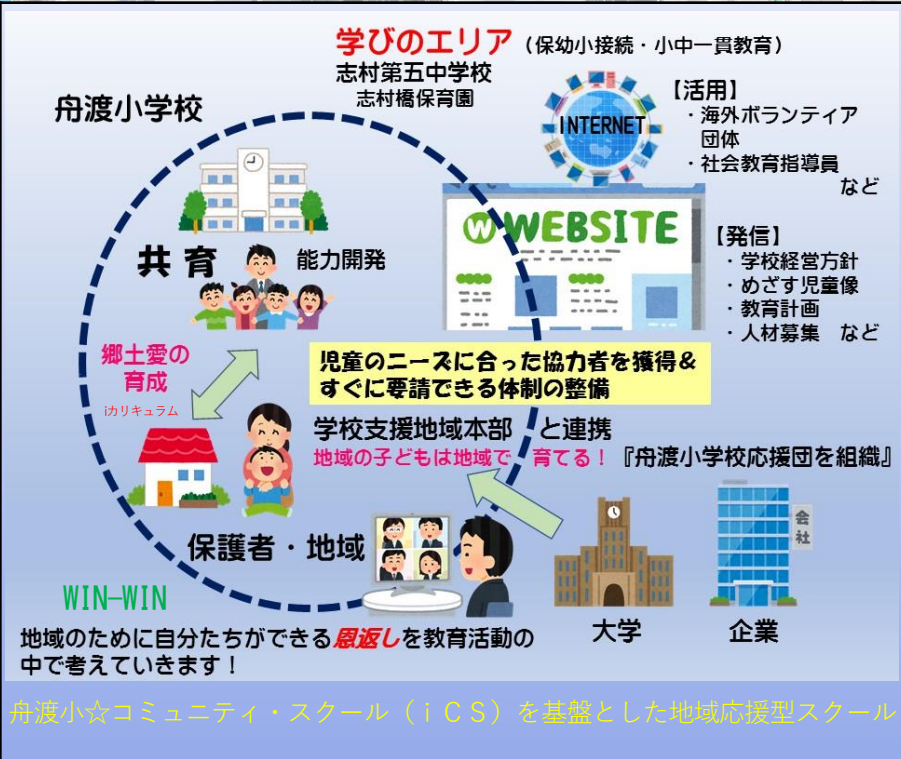 学びのエリア（保幼小接続・小中一貫教育）
志村第五中学校
志村橋保育園
舟渡小学校
INTERNET
【活用】
・海外ボランティア
団体
・社会教育指導員
など
W WEBSITE
【発信】
・学校経営方針
・めざす児童像
・教育計画
・人材募集　など
共育
能力開発
郷土愛の
育成
iカリキュラム
児童のニーズに合った協力者を獲得＆
すぐに要請できる体制の整備
学校支援地域本部　と連携
地域の子どもは地域で　育てる！
『舟渡小学校応援団を組織』
保護者・地域
会社
大学
企業
WIN-WIN
地域のために自分たちができる恩返しを教育活動の
中で考えていきます！
舟渡小☆コミュニティ・スクール（ｉＣＳ）を基盤とした地域応援型スクール